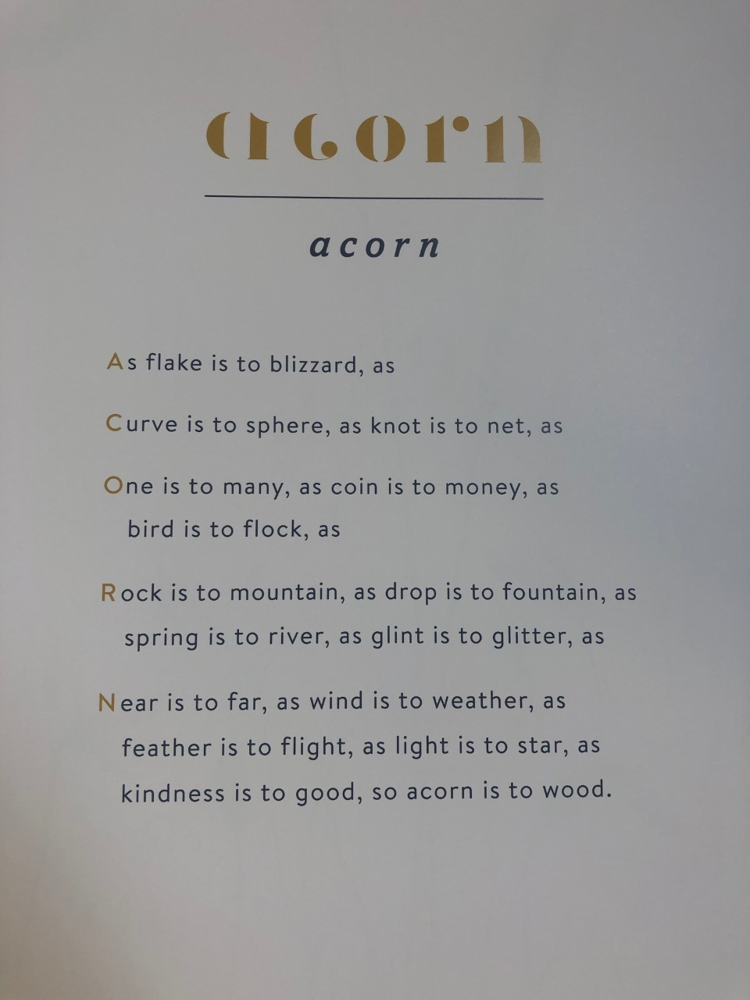 acorn
acorn
As flake is to blizzard, as
Curve is to sphere, as knot is to net, as
One is to many, as coin is to money, as
bird is to flock, as
Rock is to mountain, as drop is to fountain, as
spring is to river, as glint is to glitter, as
Near is to far, as wind is to weather, as
feather is to flight, as light is to star, as
kindness is to good, so acorn is to wood.